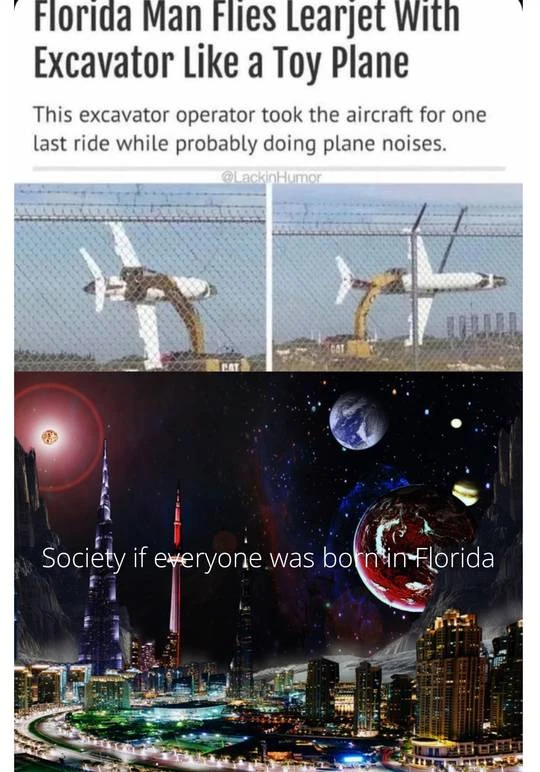 Florida Man Flies Learjet With
Excavator Like a Toy Plane
This excavator operator took the aircraft for one
last ride while probably doing plane noises.
@LackinHumor
CAT
CAT
Society if everyone was born in Florida